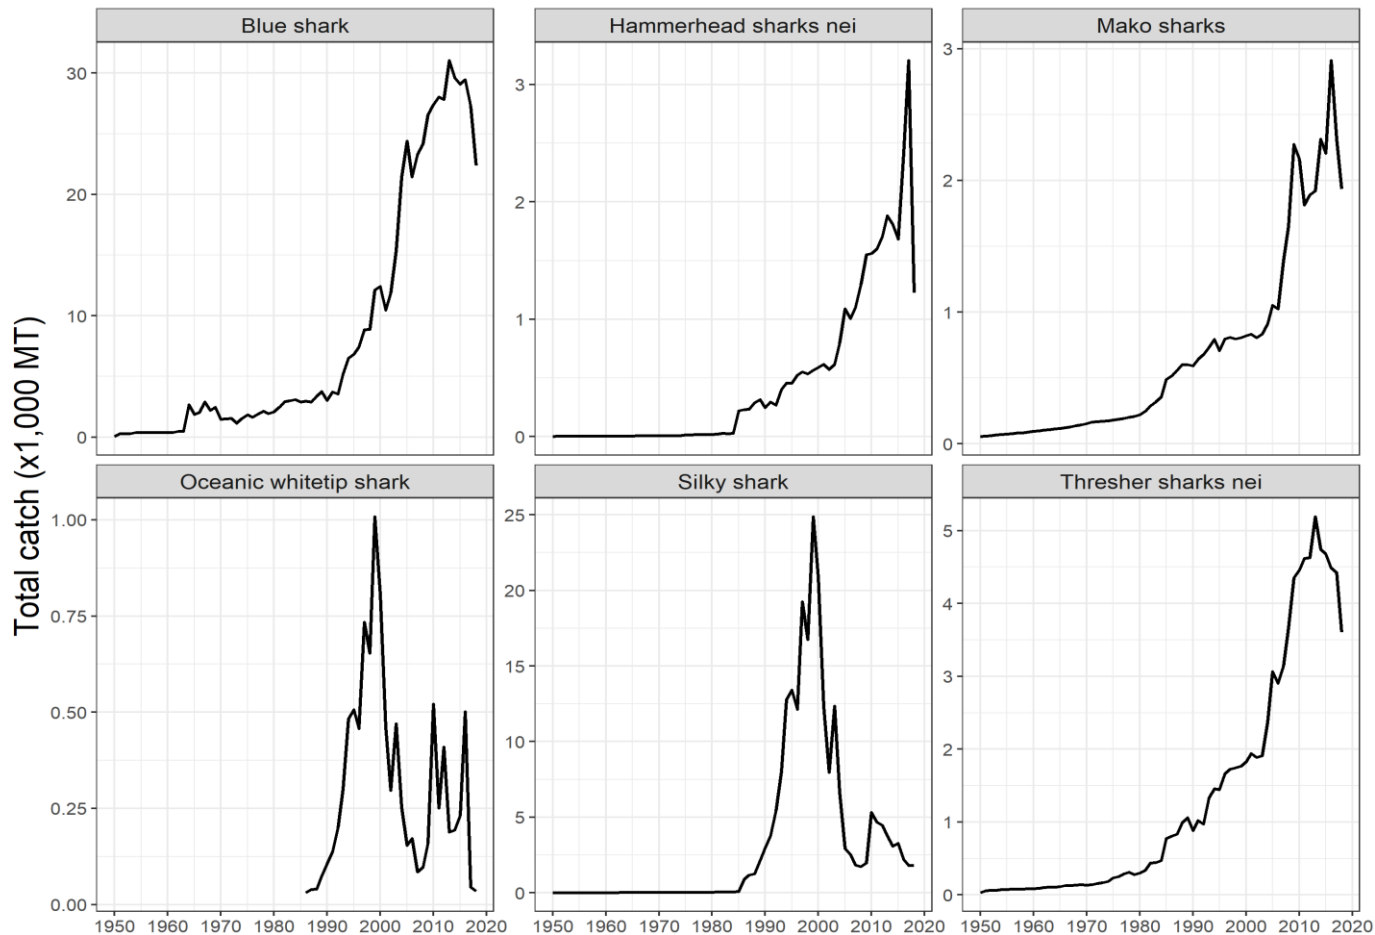 Blue shark
Hammerhead sharks nei
Mako sharks
30
20
10
0
3
2
1
0
3
2
1
0
Total catch (x1,000 MT)
Oceanic whitetip shark
Silky shark
Thresher sharks nei
1.00
0.75
0.50
0.25
0.00
25
20
15
10
5
0
5
4
3
2
1
0
1950 1960 1970 1980 1990 2000 2010 2020
1950 1960 1970 1980 1990 2000 2010 2020
1950 1960 1970 1980 1990 2000 2010 2020